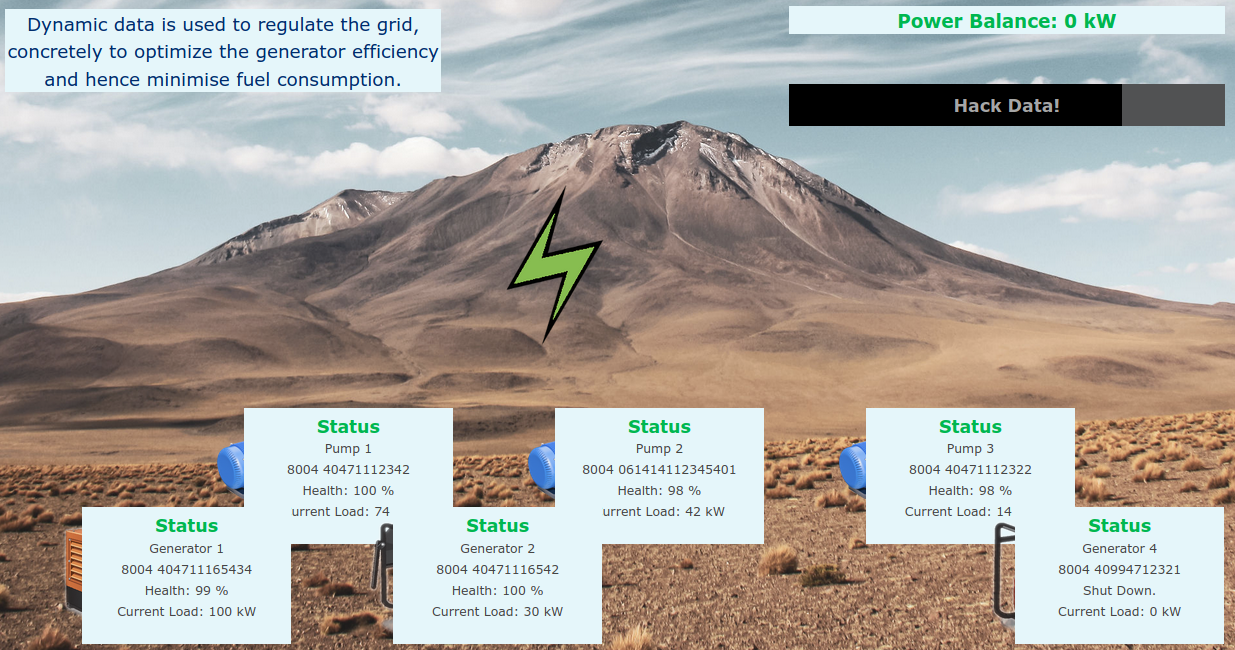 Dynamic data is used to regulate the grid,
concretely to optimize the generator efficiency
and hence minimise fuel consumption.
Power Balance: 0 kW
Hack Data!
Status
Pump 1
8004 40471112342
Health: 100 %
urrent Load: 74
Status
Pump 2
8004 061414112345401
Health: 98 %
urrent Load: 42 kW
Status
Pump 3
8004 40471112322
Health: 98 %
Current Load: 14
Status
Generator 1
8004 404711165434
Health: 99 %
Current Load: 100 kW
Status
Generator 2
8004 40471116542
Health: 100 %
Current Load: 30 kW
Status
Generator 4
8004 40994712321
Shut Down.
Current Load: 0 kW